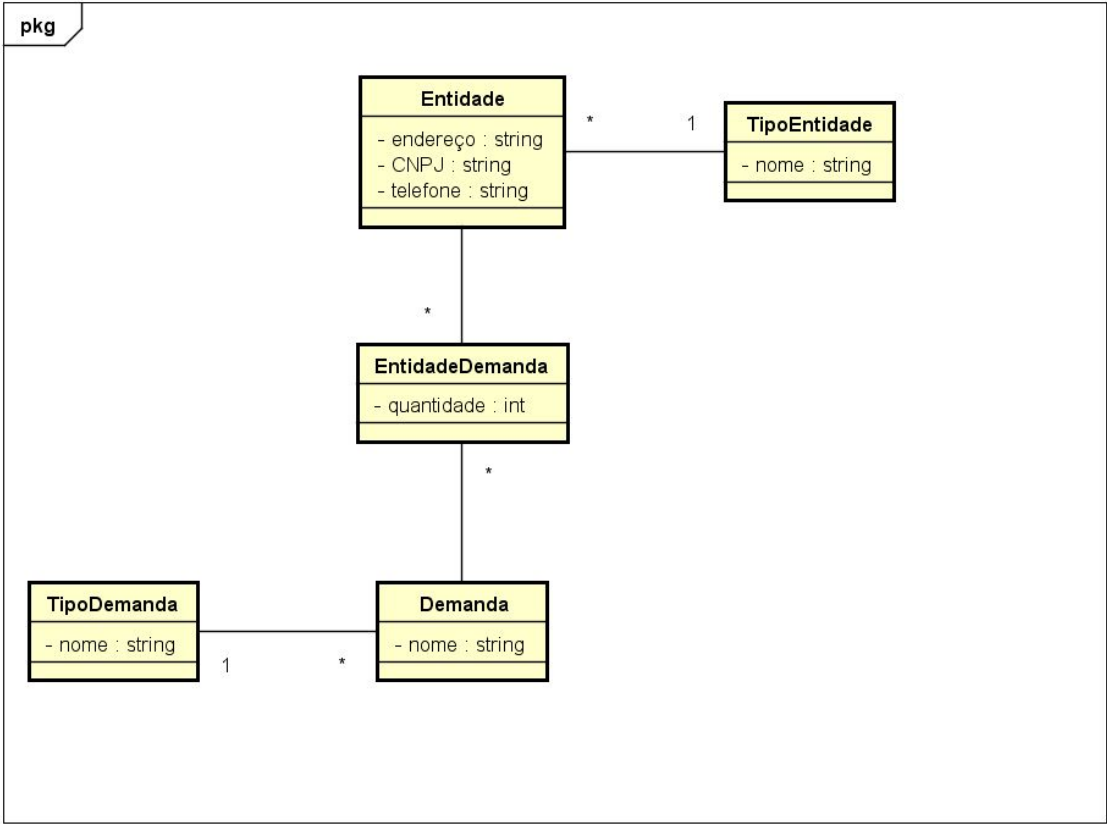 pkg
Entidade
- endereço : string
- CNPJ : string
- telefone : string
* 1
TipoEntidade
- nome : string
*
EntidadeDemanda
- quantidade : int
*
TipoDemanda
- nome : string
1 *
Demanda
- nome : string